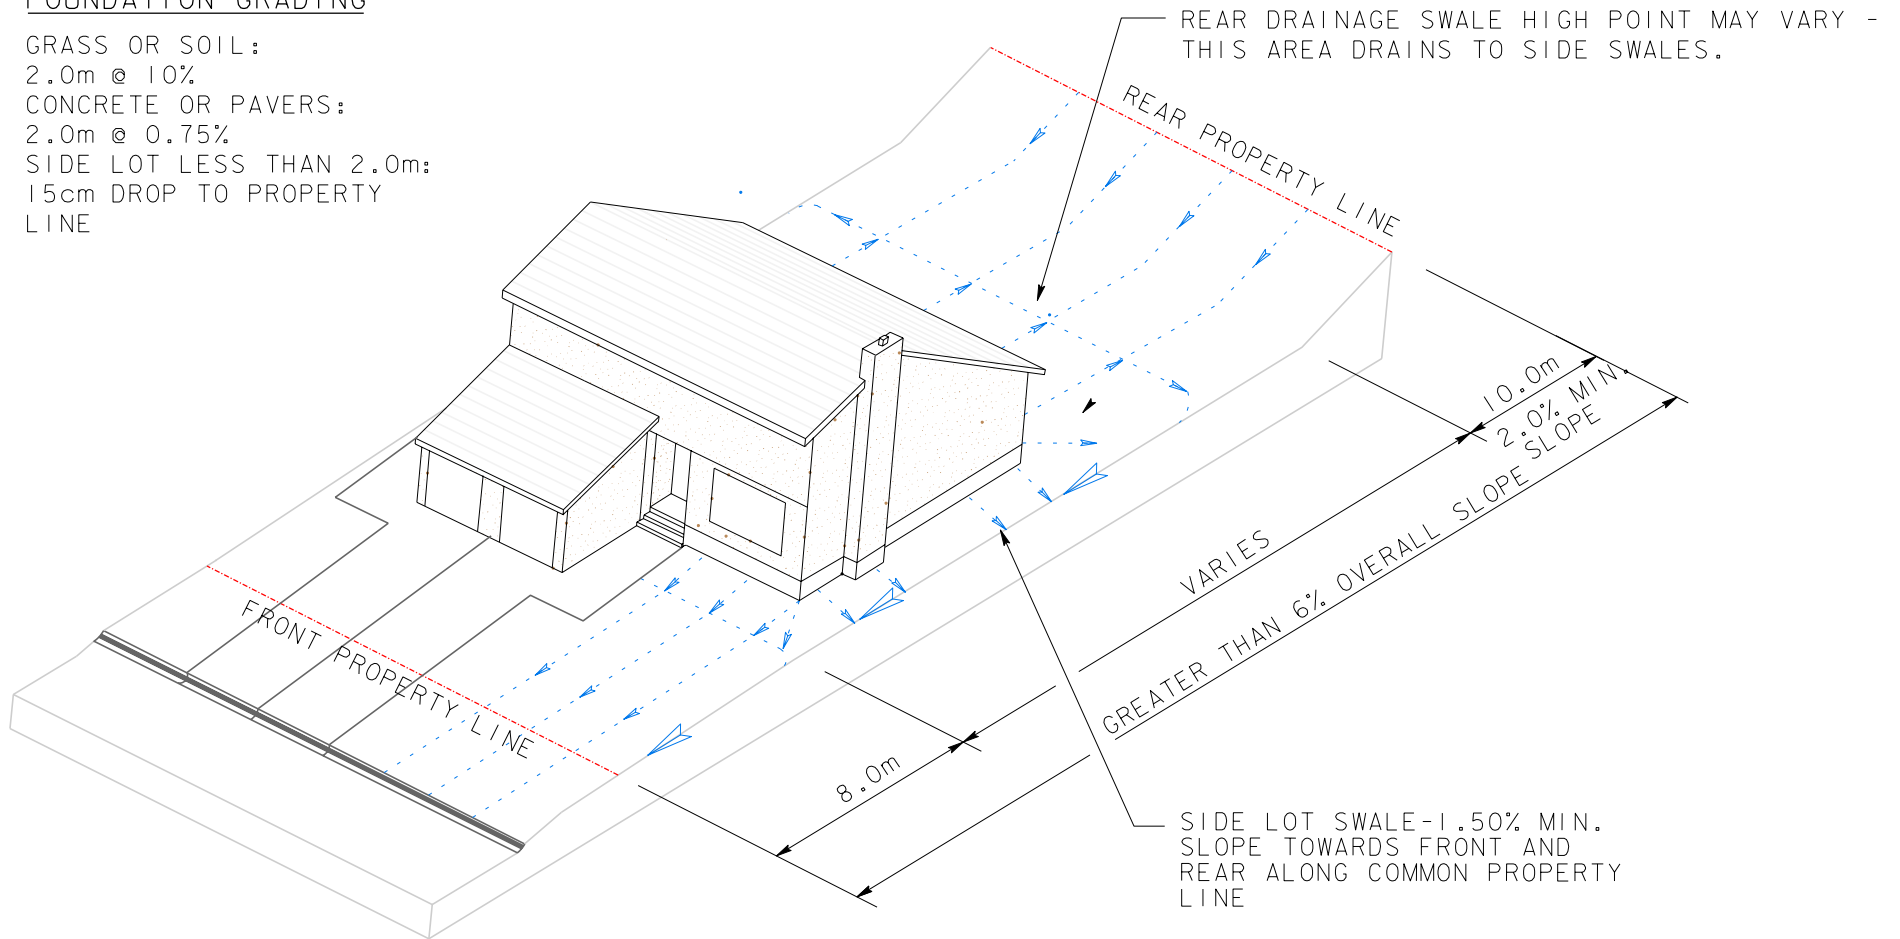 FOUNDATION GRADING
GRASS OR SOIL:
2.0m @ 10%
CONCRETE OR PAVERS:
2.0m @ 0.75%
SIDE LOT LESS THAN 2.0m:
15cm DROP TO PROPERTY
LINE
REAR DRAINAGE SWALE HIGH POINT MAY VARY -
THIS AREA DRAINS TO SIDE SWALES.
REAR PROPERTY LINE
10.0m
2.0% MIN.
SLOPE
VARIES
GREATER THAN 6% OVERALL SLOPE
FRONT PROPERTY LINE
8.0m
SIDE LOT SWALE-1.50% MIN.
SLOPE TOWARDS FRONT AND
REAR ALONG COMMON PROPERTY
LINE